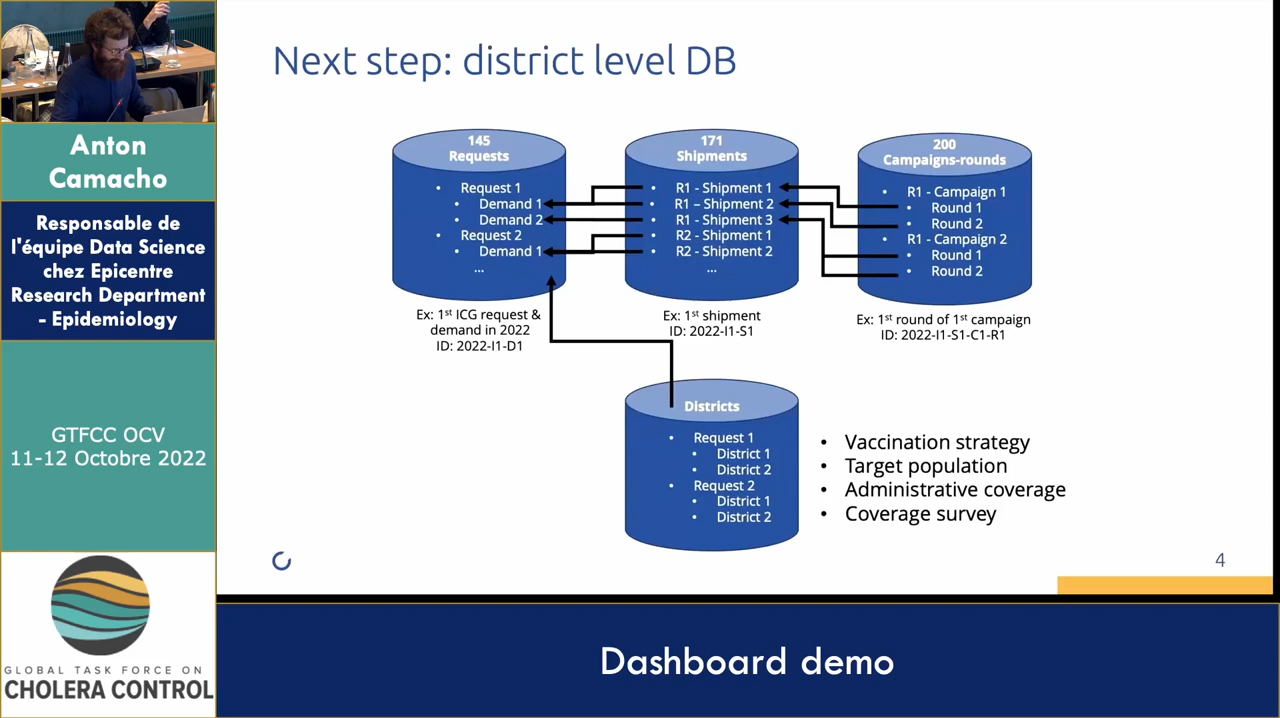 Anton
Camacho
Responsable de
l'équipe Data Science
chez Epicentre
Research Department
- Epidemiology
GTFCC OCV
11-12 Octobre 2022
GLOBAL TASK FORCE ON
CHOLERA CONTROL
Next step: district level DB
145
Requests
• Request 1
• Demand 1
• Demand 2
• Request 2
• Demand 1
...
Ex: 1st ICG request &
demand in 2022
ID: 2022-I1-D1
171
Shipments
• R1 - Shipment 1
• R1 – Shipment 2
• R1 - Shipment 3
• R2 - Shipment 1
• R2 - Shipment 2
...
Ex: 1st shipment
ID: 2022-I1-S1
200
Campaigns-rounds
• R1 - Campaign 1
• Round 1
• Round 2
• R1 - Campaign 2
• Round 1
• Round 2
Ex: 1st round of 1st campaign
ID: 2022-I1-S1-C1-R1
Districts
• Request 1
• District 1
• District 2
• Request 2
• District 1
• District 2
• Vaccination strategy
• Target population
• Administrative coverage
• Coverage survey
4
Dashboard demo